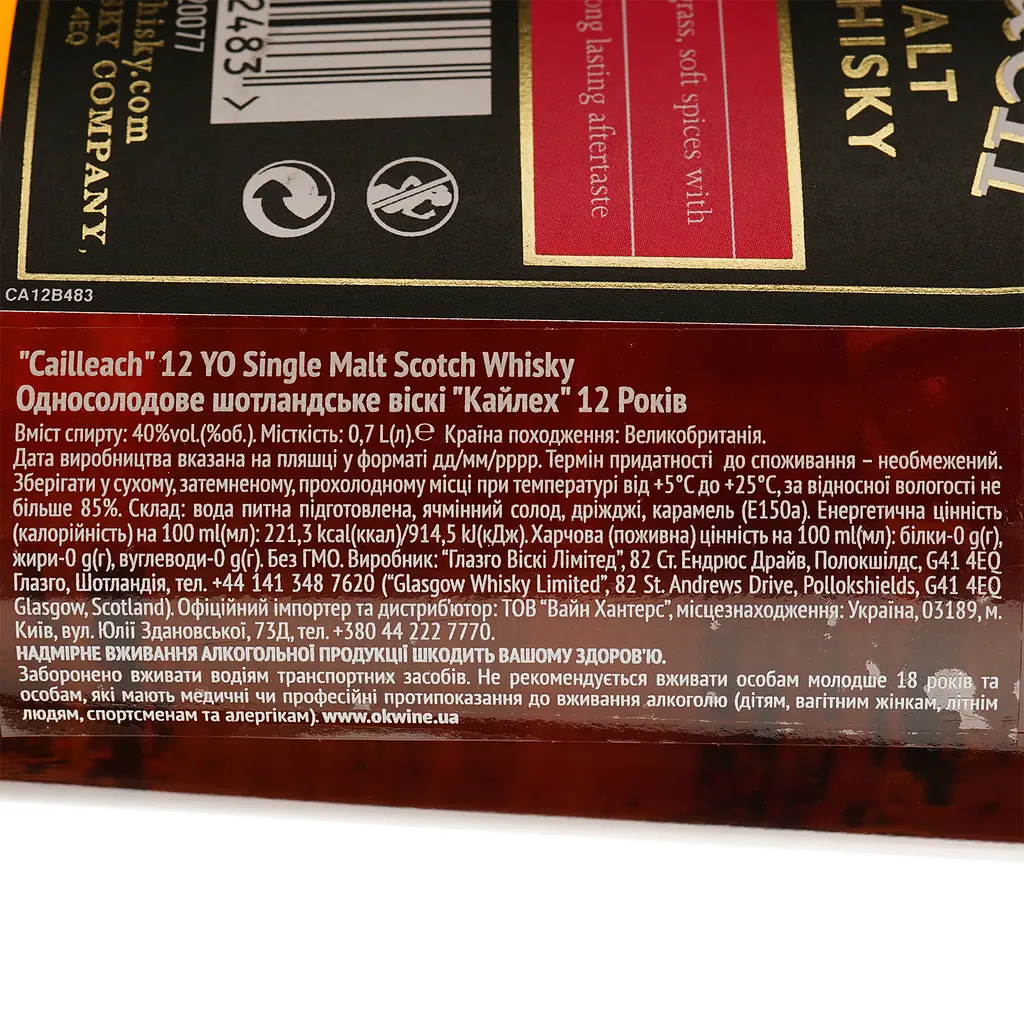 20077
hisky.com
SKY COMPANY,
4EQ
2483 >
grass, soft spices with
long lasting aftertaste
ALT
HISKY
ach
CA12B483
"Cailleach" 12 YO Single Malt Scotch Whisky
Односолодове шотландське віскі "Кайлех" 12 Років
Вміст спирту: 40%vol.(%об.). Місткість: 0,7 L(л).℮ Країна походження: Великобританія.
Дата виробництва вказана на пляшці у форматі дд/мм/рррр. Термін придатності до споживання – необмежений.
Зберігати у сухому, затемненому, прохолодному місці при температурі від +5°C до +25°C, за відносної вологості не
більше 85%. Склад: вода питна підготовлена, ячмінний солод, дріжджі, карамель (E150a). Енергетична цінність
(калорійність) на 100 ml(мл): 221,3 kcal(ккал)/914,5 kJ(кДж). Харчова (поживна) цінність на 100 ml(мл): білки-0 g(г),
жири-0 g(г), вуглеводи-0 g(г). Без ГМО. Виробник: “Глазго Віскі Лімітед”, 82 Ст. Ендрюс Драйв, Полокшілдс, G41 4EQ
Глазго, Шотландія, тел. +44 141 348 7620 (“Glasgow Whisky Limited”, 82 St. Andrews Drive, Pollokshields, G41 4EQ
Glasgow, Scotland). Офіційний імпортер та дистриб'ютор: ТОВ “Вайн Хантерс”, місцезнаходження: Україна, 03189, м.
Київ, вул. Юлії Здановської, 73Д, тел. +380 44 222 7770.
НАДМІРНЕ ВЖИВАННЯ АЛКОГОЛЬНОЇ ПРОДУКЦІЇ ШКОДИТЬ ВАШОМУ ЗДОРОВ'Ю.
Заборонено вживати водіям транспортних засобів. Не рекомендується вживати особам молодше 18 років та
особам, які мають медичні чи професійні протипоказання до вживання алкоголю (дітям, вагітним жінкам, літнім
людям, спортсменам та алергікам). www.okwine.ua